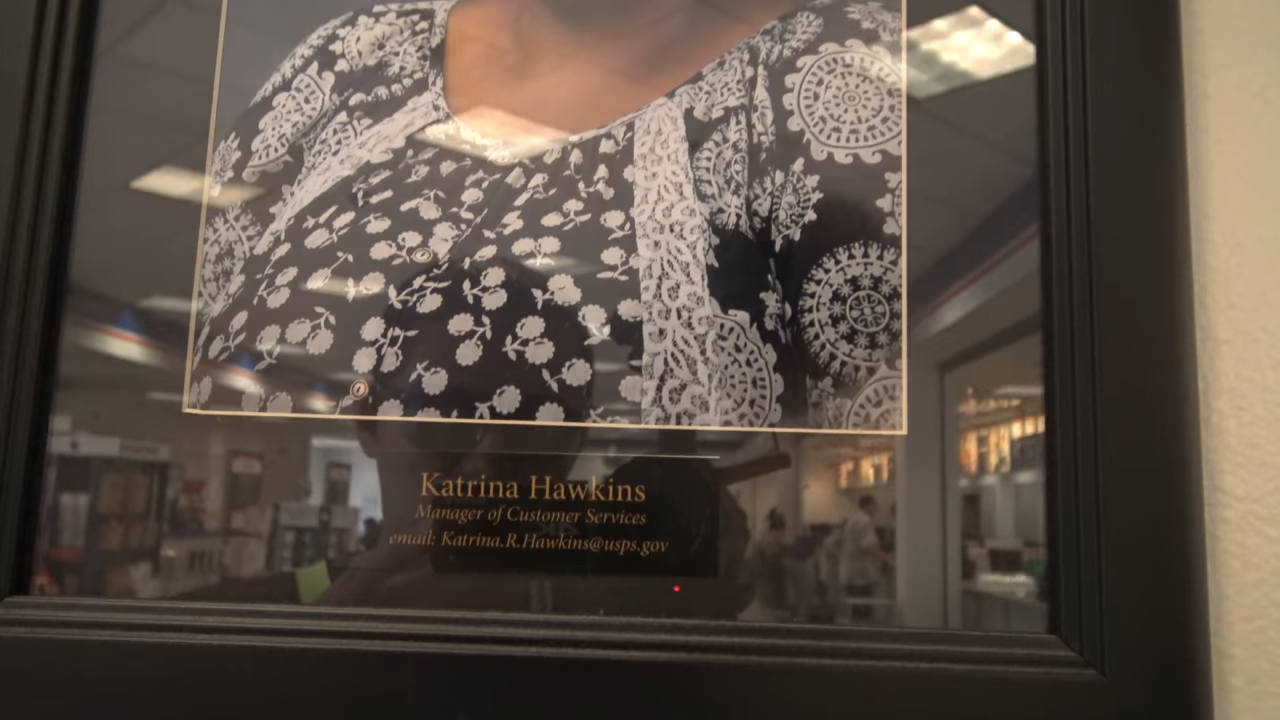 Katrina Hawkins
Manager of Customer Services
email: Katrina.R.Hawkins@usps.gov